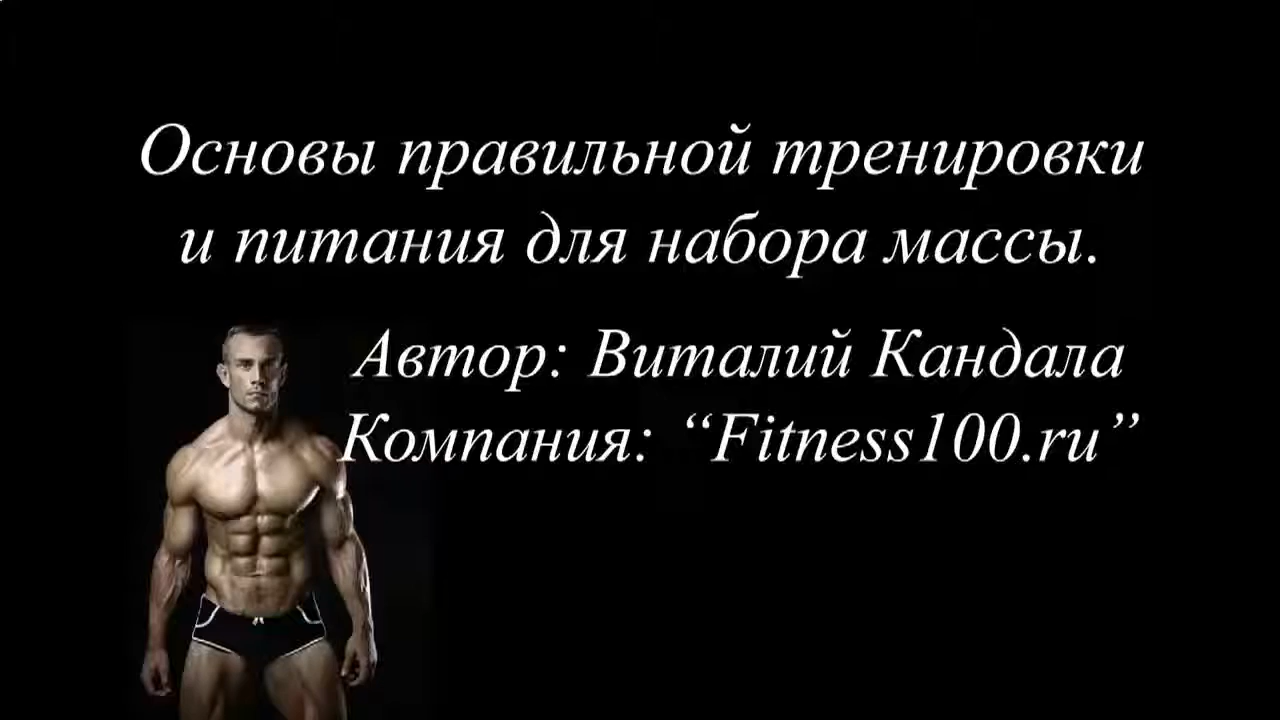 Основы правильной тренировки
и питания для набора массы.
Автор: Виталий Кандала
Компания: “Fitness100.ru”